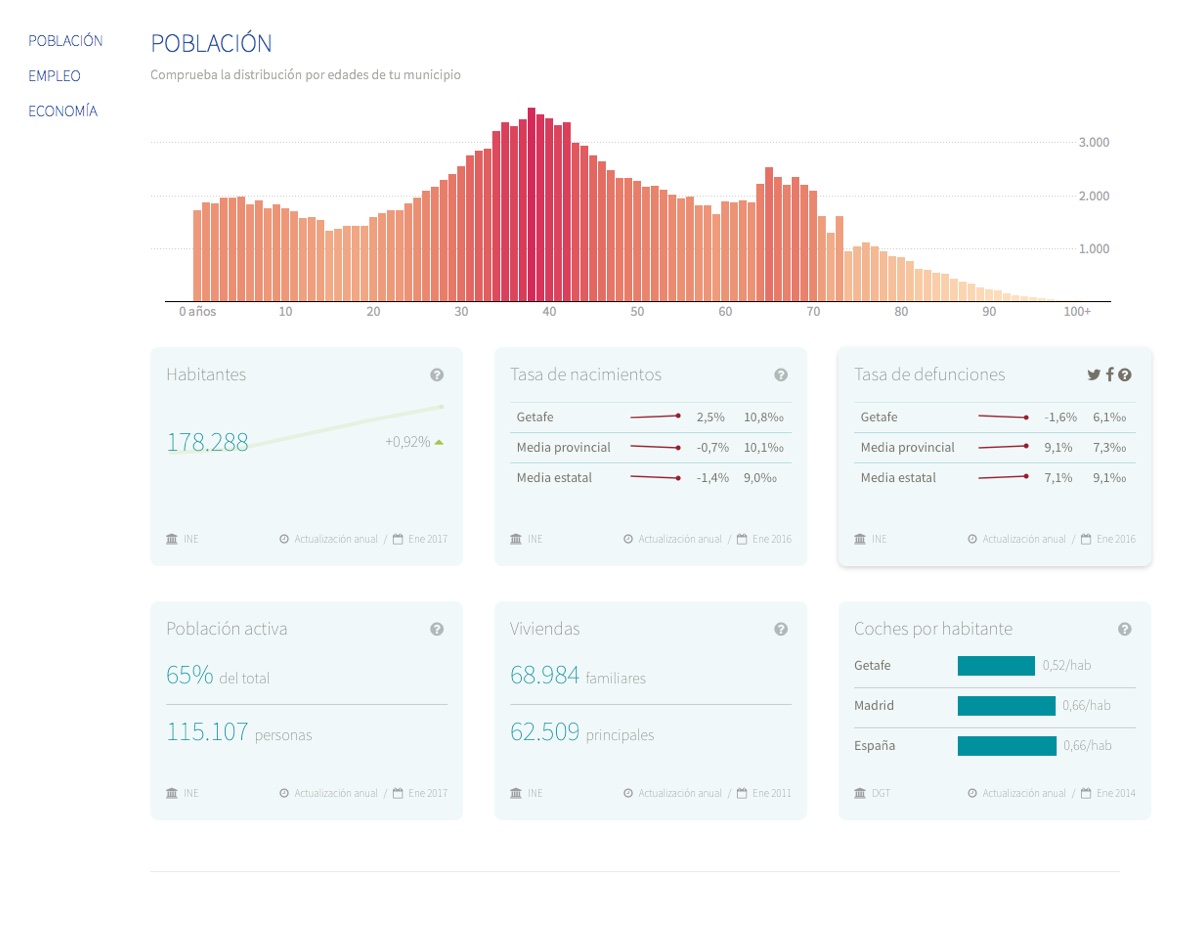 POBLACIÓN
EMPLEO
ECONOMÍA
POBLACIÓN
Comprueba la distribución por edades de tu municipio
3.000
2.000
1.000
0 años 10 20 30 40 50 60 70 80 90 100+
Habitantes
178.288 +0,92%
INE Actualización anual / Ene 2017
Tasa de nacimientos
Getafe 2,5% 10,8‰
Media provincial -0,7% 10,1‰
Media estatal -1,4% 9,0‰
INE Actualización anual / Ene 2016
Tasa de defunciones
Getafe -1,6% 6,1‰
Media provincial 9,1% 7,3‰
Media estatal 7,1% 9,1‰
INE Actualización anual / Ene 2016
Población activa
65% del total
115.107 personas
INE Actualización anual / Ene 2017
Viviendas
68.984 familiares
62.509 principales
INE Actualización anual / Ene 2011
Coches por habitante
Getafe 0,52/hab
Madrid 0,66/hab
España 0,66/hab
DGT Actualización anual / Ene 2014